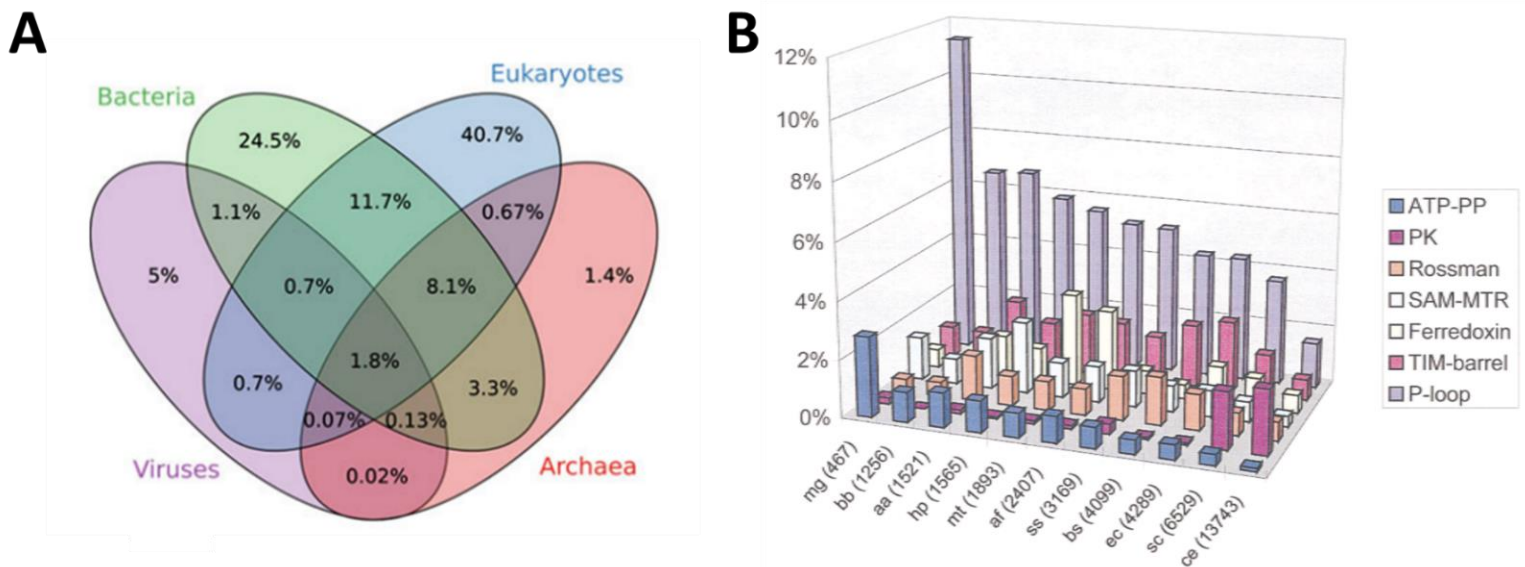 A
Bacteria
Eukaryotes
24.5%
40.7%
11.7%
1.1%
0.67%
5%
0.7%
8.1%
1.4%
1.8%
0.7%
3.3%
0.07%
0.13%
Viruses
Archaea
0.02%
B
12%
10%
8%
6%
4%
2%
0%
mg (467)
bb (1256)
aa (1521)
hp (1565)
mt (1893)
af (2407)
ss (3169)
bs (4099)
ec (4289)
sc (6529)
ce (13743)
ATP-PP
PK
Rossman
SAM-MTR
Ferredoxin
TIM-barrel
P-loop